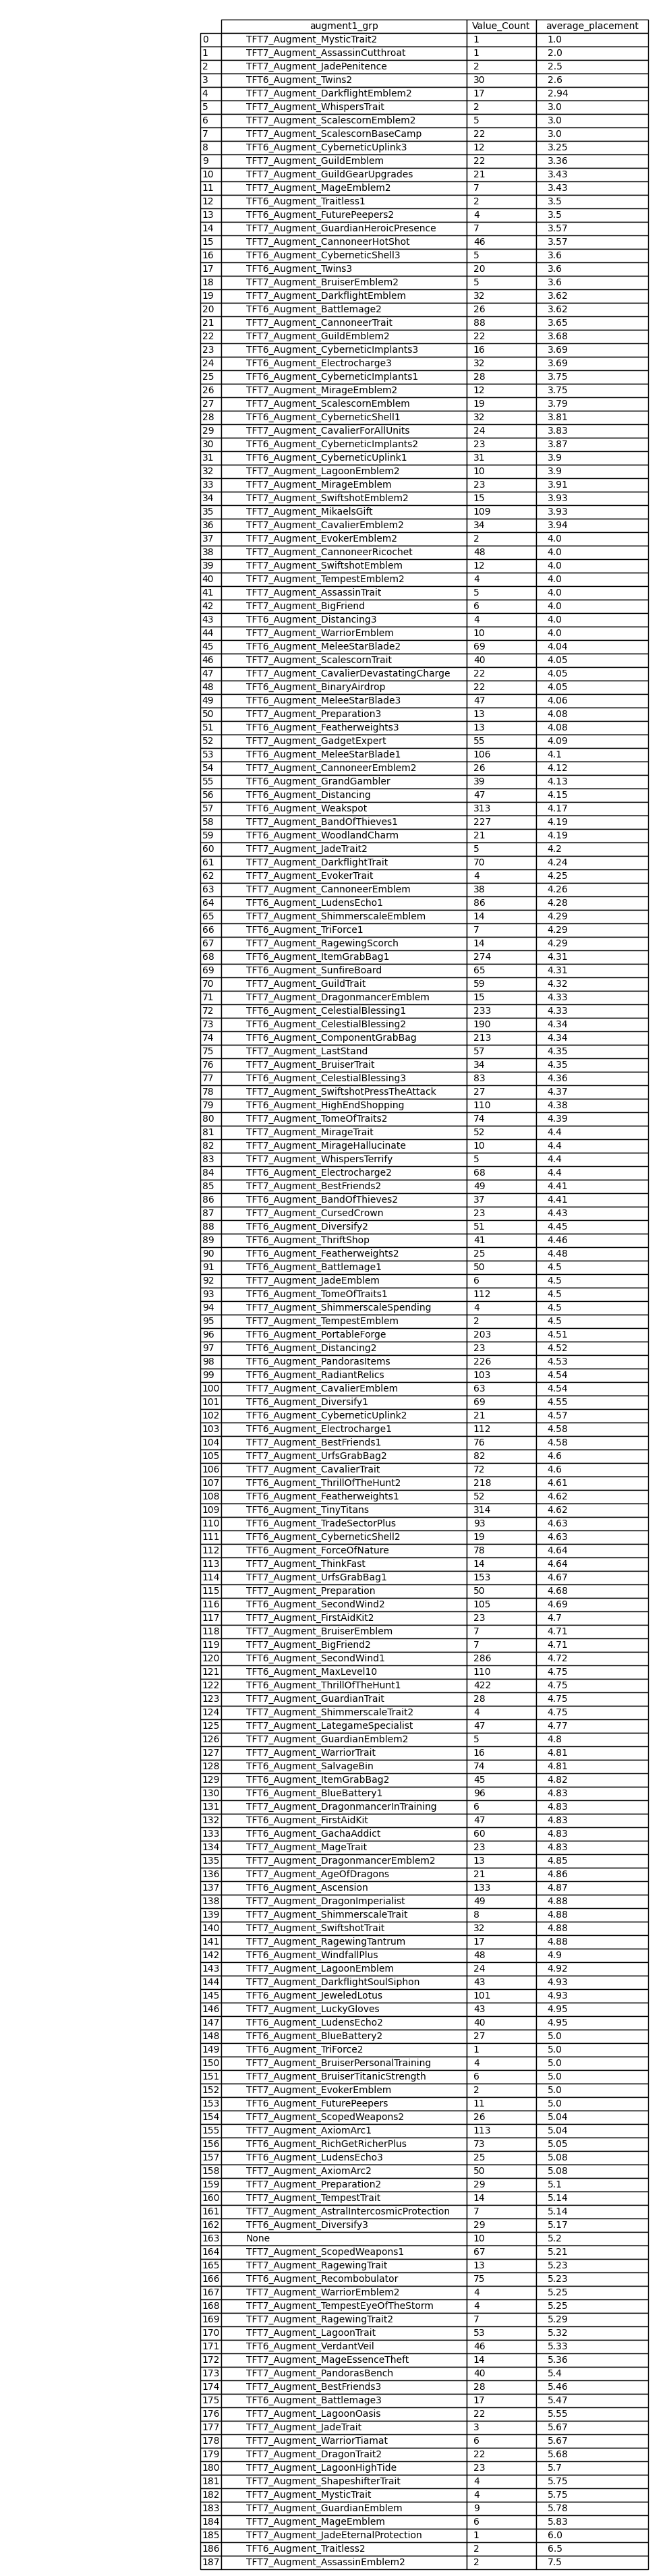 augment1_grp Value_Count average_placement
0 TFT7_Augment_MysticTrait2 1 1.0
1 TFT7_Augment_AssassinCutthroat 1 2.0
2 TFT7_Augment_JadePenitence 2 2.5
3 TFT6_Augment_Twins2 30 2.6
4 TFT7_Augment_DarkflightEmblem2 17 2.94
5 TFT7_Augment_WhispersTrait 2 3.0
6 TFT7_Augment_ScalescornEmblem2 5 3.0
7 TFT7_Augment_ScalescornBaseCamp 22 3.0
8 TFT6_Augment_CyberneticUplink3 12 3.25
9 TFT7_Augment_GuildEmblem 22 3.36
10 TFT7_Augment_GuildGearUpgrades 21 3.43
11 TFT7_Augment_MageEmblem2 7 3.43
12 TFT6_Augment_Traitless1 2 3.5
13 TFT6_Augment_FuturePeepers2 4 3.5
14 TFT7_Augment_GuardianHeroicPresence 7 3.57
15 TFT7_Augment_CannoneerHotShot 46 3.57
16 TFT6_Augment_CyberneticShell3 5 3.6
17 TFT6_Augment_Twins3 20 3.6
18 TFT7_Augment_BruiserEmblem2 5 3.6
19 TFT7_Augment_DarkflightEmblem 32 3.62
20 TFT6_Augment_Battlemage2 26 3.62
21 TFT7_Augment_CannoneerTrait 88 3.65
22 TFT7_Augment_GuildEmblem2 22 3.68
23 TFT6_Augment_CyberneticImplants3 16 3.69
24 TFT6_Augment_Electrocharge3 32 3.69
25 TFT6_Augment_CyberneticImplants1 28 3.75
26 TFT7_Augment_MirageEmblem2 12 3.75
27 TFT7_Augment_ScalescornEmblem 19 3.79
28 TFT6_Augment_CyberneticShell1 32 3.81
29 TFT7_Augment_CavalierForAllUnits 24 3.83
30 TFT6_Augment_CyberneticImplants2 23 3.87
31 TFT6_Augment_CyberneticUplink1 31 3.9
32 TFT7_Augment_LagoonEmblem2 10 3.9
33 TFT7_Augment_MirageEmblem 23 3.91
34 TFT7_Augment_SwiftshotEmblem2 15 3.93
35 TFT7_Augment_MikaelsGift 109 3.93
36 TFT7_Augment_CavalierEmblem2 34 3.94
37 TFT7_Augment_EvokerEmblem2 2 4.0
38 TFT7_Augment_CannoneerRicochet 48 4.0
39 TFT7_Augment_SwiftshotEmblem 12 4.0
40 TFT7_Augment_TempestEmblem2 4 4.0
41 TFT7_Augment_AssassinTrait 5 4.0
42 TFT7_Augment_BigFriend 6 4.0
43 TFT6_Augment_Distancing3 4 4.0
44 TFT7_Augment_WarriorEmblem 10 4.0
45 TFT6_Augment_MeleeStarBlade2 69 4.04
46 TFT7_Augment_ScalescornTrait 40 4.05
47 TFT7_Augment_CavalierDevastatingCharge 22 4.05
48 TFT6_Augment_BinaryAirdrop 22 4.05
49 TFT6_Augment_MeleeStarBlade3 47 4.06
50 TFT7_Augment_Preparation3 13 4.08
51 TFT6_Augment_Featherweights3 13 4.08
52 TFT7_Augment_GadgetExpert 55 4.09
53 TFT6_Augment_MeleeStarBlade1 106 4.1
54 TFT7_Augment_CannoneerEmblem2 26 4.12
55 TFT6_Augment_GrandGambler 39 4.13
56 TFT6_Augment_Distancing 47 4.15
57 TFT6_Augment_Weakspot 313 4.17
58 TFT7_Augment_BandOfThieves1 227 4.19
59 TFT6_Augment_WoodlandCharm 21 4.19
60 TFT7_Augment_JadeTrait2 5 4.2
61 TFT7_Augment_DarkflightTrait 70 4.24
62 TFT7_Augment_EvokerTrait 4 4.25
63 TFT7_Augment_CannoneerEmblem 38 4.26
64 TFT6_Augment_LudensEcho1 86 4.28
65 TFT7_Augment_ShimmerscaleEmblem 14 4.29
66 TFT6_Augment_TriForce1 7 4.29
67 TFT7_Augment_RagewingScorch 14 4.29
68 TFT6_Augment_ItemGrabBag1 274 4.31
69 TFT6_Augment_SunfireBoard 65 4.31
70 TFT7_Augment_GuildTrait 59 4.32
71 TFT7_Augment_DragonmancerEmblem 15 4.33
72 TFT6_Augment_CelestialBlessing1 233 4.33
73 TFT6_Augment_CelestialBlessing2 190 4.34
74 TFT6_Augment_ComponentGrabBag 213 4.34
75 TFT7_Augment_LastStand 57 4.35
76 TFT7_Augment_BruiserTrait 34 4.35
77 TFT6_Augment_CelestialBlessing3 83 4.36
78 TFT7_Augment_SwiftshotPressTheAttack 27 4.37
79 TFT6_Augment_HighEndShopping 110 4.38
80 TFT6_Augment_TomeOfTraits2 74 4.39
81 TFT7_Augment_MirageTrait 52 4.4
82 TFT7_Augment_MirageHallucinate 10 4.4
83 TFT7_Augment_WhispersTerrify 5 4.4
84 TFT6_Augment_Electrocharge2 68 4.4
85 TFT7_Augment_BestFriends2 49 4.41
86 TFT6_Augment_BandOfThieves2 37 4.41
87 TFT7_Augment_CursedCrown 23 4.43
88 TFT6_Augment_Diversify2 51 4.45
89 TFT6_Augment_ThriftShop 41 4.46
90 TFT6_Augment_Featherweights2 25 4.48
91 TFT6_Augment_Battlemage1 50 4.5
92 TFT7_Augment_JadeEmblem 6 4.5
93 TFT6_Augment_TomeOfTraits1 112 4.5
94 TFT7_Augment_ShimmerscaleSpending 4 4.5
95 TFT7_Augment_TempestEmblem 2 4.5
96 TFT6_Augment_PortableForge 203 4.51
97 TFT6_Augment_Distancing2 23 4.52
98 TFT6_Augment_PandorasItems 226 4.53
99 TFT6_Augment_RadiantRelics 103 4.54
100 TFT7_Augment_CavalierEmblem 63 4.54
101 TFT6_Augment_Diversify1 69 4.55
102 TFT6_Augment_CyberneticUplink2 21 4.57
103 TFT6_Augment_Electrocharge1 112 4.58
104 TFT7_Augment_BestFriends1 76 4.58
105 TFT7_Augment_UrfsGrabBag2 82 4.6
106 TFT7_Augment_CavalierTrait 72 4.6
107 TFT6_Augment_ThrillOfTheHunt2 218 4.61
108 TFT6_Augment_Featherweights1 52 4.62
109 TFT6_Augment_TinyTitans 314 4.62
110 TFT6_Augment_TradeSectorPlus 93 4.63
111 TFT6_Augment_CyberneticShell2 19 4.63
112 TFT6_Augment_ForceOfNature 78 4.64
113 TFT7_Augment_ThinkFast 14 4.64
114 TFT7_Augment_UrfsGrabBag1 153 4.67
115 TFT7_Augment_Preparation 50 4.68
116 TFT6_Augment_SecondWind2 105 4.69
117 TFT7_Augment_FirstAidKit2 23 4.7
118 TFT7_Augment_BruiserEmblem 7 4.71
119 TFT7_Augment_BigFriend2 7 4.71
120 TFT6_Augment_SecondWind1 286 4.72
121 TFT6_Augment_MaxLevel10 110 4.75
122 TFT6_Augment_ThrillOfTheHunt1 422 4.75
123 TFT7_Augment_GuardianTrait 28 4.75
124 TFT7_Augment_ShimmerscaleTrait2 4 4.75
125 TFT7_Augment_LategameSpecialist 47 4.77
126 TFT7_Augment_GuardianEmblem2 5 4.8
127 TFT7_Augment_WarriorTrait 16 4.81
128 TFT6_Augment_SalvageBin 74 4.81
129 TFT6_Augment_ItemGrabBag2 45 4.82
130 TFT6_Augment_BlueBattery1 96 4.83
131 TFT7_Augment_DragonmancerInTraining 6 4.83
132 TFT6_Augment_FirstAidKit 47 4.83
133 TFT6_Augment_GachaAddict 60 4.83
134 TFT7_Augment_MageTrait 23 4.83
135 TFT7_Augment_DragonmancerEmblem2 13 4.85
136 TFT7_Augment_AgeOfDragons 21 4.86
137 TFT6_Augment_Ascension 133 4.87
138 TFT7_Augment_DragonImperialist 49 4.88
139 TFT7_Augment_ShimmerscaleTrait 8 4.88
140 TFT7_Augment_SwiftshotTrait 32 4.88
141 TFT7_Augment_RagewingTantrum 17 4.88
142 TFT6_Augment_WindfallPlus 48 4.9
143 TFT7_Augment_LagoonEmblem 24 4.92
144 TFT7_Augment_DarkflightSoulSiphon 43 4.93
145 TFT6_Augment_JeweledLotus 101 4.93
146 TFT7_Augment_LuckyGloves 43 4.95
147 TFT6_Augment_LudensEcho2 40 4.95
148 TFT6_Augment_BlueBattery2 27 5.0
149 TFT6_Augment_TriForce2 1 5.0
150 TFT7_Augment_BruiserPersonalTraining 4 5.0
151 TFT7_Augment_BruiserTitanicStrength 6 5.0
152 TFT7_Augment_EvokerEmblem 2 5.0
153 TFT6_Augment_FuturePeepers 11 5.0
154 TFT7_Augment_ScopedWeapons2 26 5.04
155 TFT7_Augment_AxiomArc1 113 5.04
156 TFT6_Augment_RichGetRicherPlus 73 5.05
157 TFT6_Augment_LudensEcho3 25 5.08
158 TFT7_Augment_AxiomArc2 50 5.08
159 TFT7_Augment_Preparation2 29 5.1
160 TFT7_Augment_TempestTrait 14 5.14
161 TFT7_Augment_AstralIntercosmicProtection 7 5.14
162 TFT6_Augment_Diversify3 29 5.17
163 None 10 5.2
164 TFT7_Augment_ScopedWeapons1 67 5.21
165 TFT7_Augment_RagewingTrait 13 5.23
166 TFT6_Augment_Recombobulator 75 5.23
167 TFT7_Augment_WarriorEmblem2 4 5.25
168 TFT7_Augment_TempestEyeOfTheStorm 4 5.25
169 TFT7_Augment_RagewingTrait2 7 5.29
170 TFT7_Augment_LagoonTrait 53 5.32
171 TFT6_Augment_VerdantVeil 46 5.33
172 TFT7_Augment_MageEssenceTheft 14 5.36
173 TFT7_Augment_PandorasBench 40 5.4
174 TFT7_Augment_BestFriends3 28 5.46
175 TFT6_Augment_Battlemage3 17 5.47
176 TFT7_Augment_LagoonOasis 22 5.55
177 TFT7_Augment_JadeTrait 3 5.67
178 TFT7_Augment_WarriorTiamat 6 5.67
179 TFT7_Augment_DragonTrait2 22 5.68
180 TFT7_Augment_LagoonHighTide 23 5.7
181 TFT7_Augment_ShapeshifterTrait 4 5.75
182 TFT7_Augment_MysticTrait 4 5.75
183 TFT7_Augment_GuardianEmblem 9 5.78
184 TFT7_Augment_MageEmblem 6 5.83
185 TFT7_Augment_JadeEternalProtection 1 6.0
186 TFT6_Augment_Traitless2 2 6.5
187 TFT7_Augment_AssassinEmblem2 2 7.5